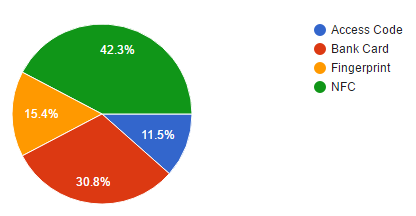 42.3%
15.4%
11.5%
30.8%
Access Code
Bank Card
Fingerprint
NFC